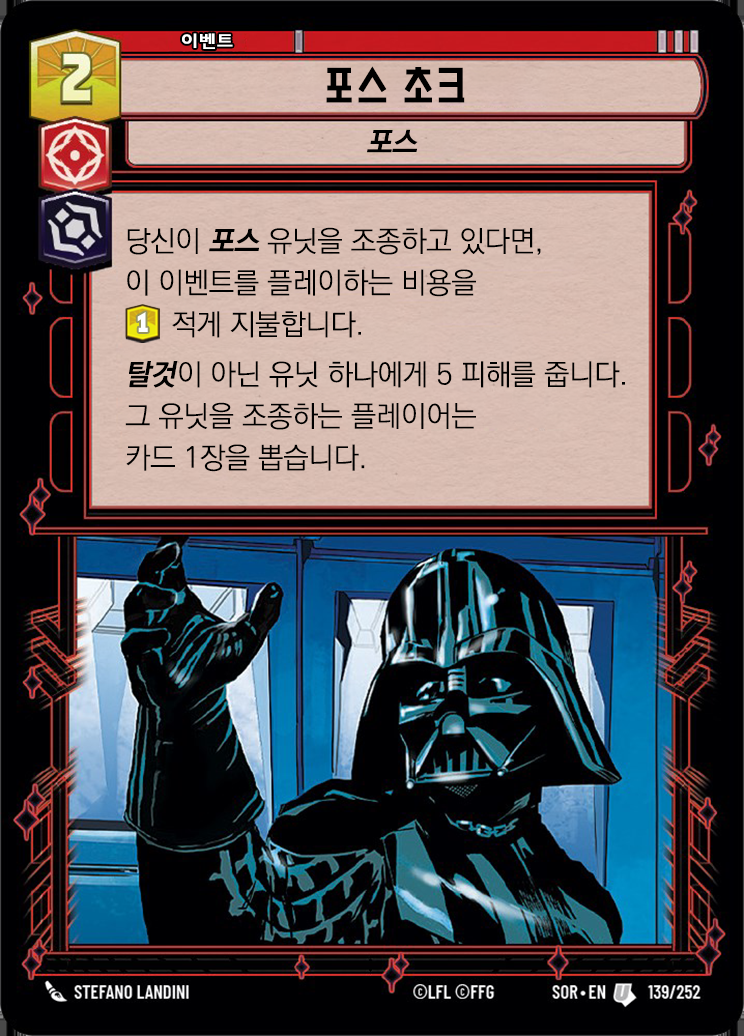 이벤트
2
포스 초크
포스
당신이 포스 유닛을 조종하고 있다면,
이 이벤트를 플레이하는 비용을
1 적게 지불합니다.
탈것이 아닌 유닛 하나에게 5 피해를 줍니다.
그 유닛을 조종하는 플레이어는
카드 1장을 뽑습니다.
STEFANO LANDINI ©LFL ©FFG SOR•EN U 139/252